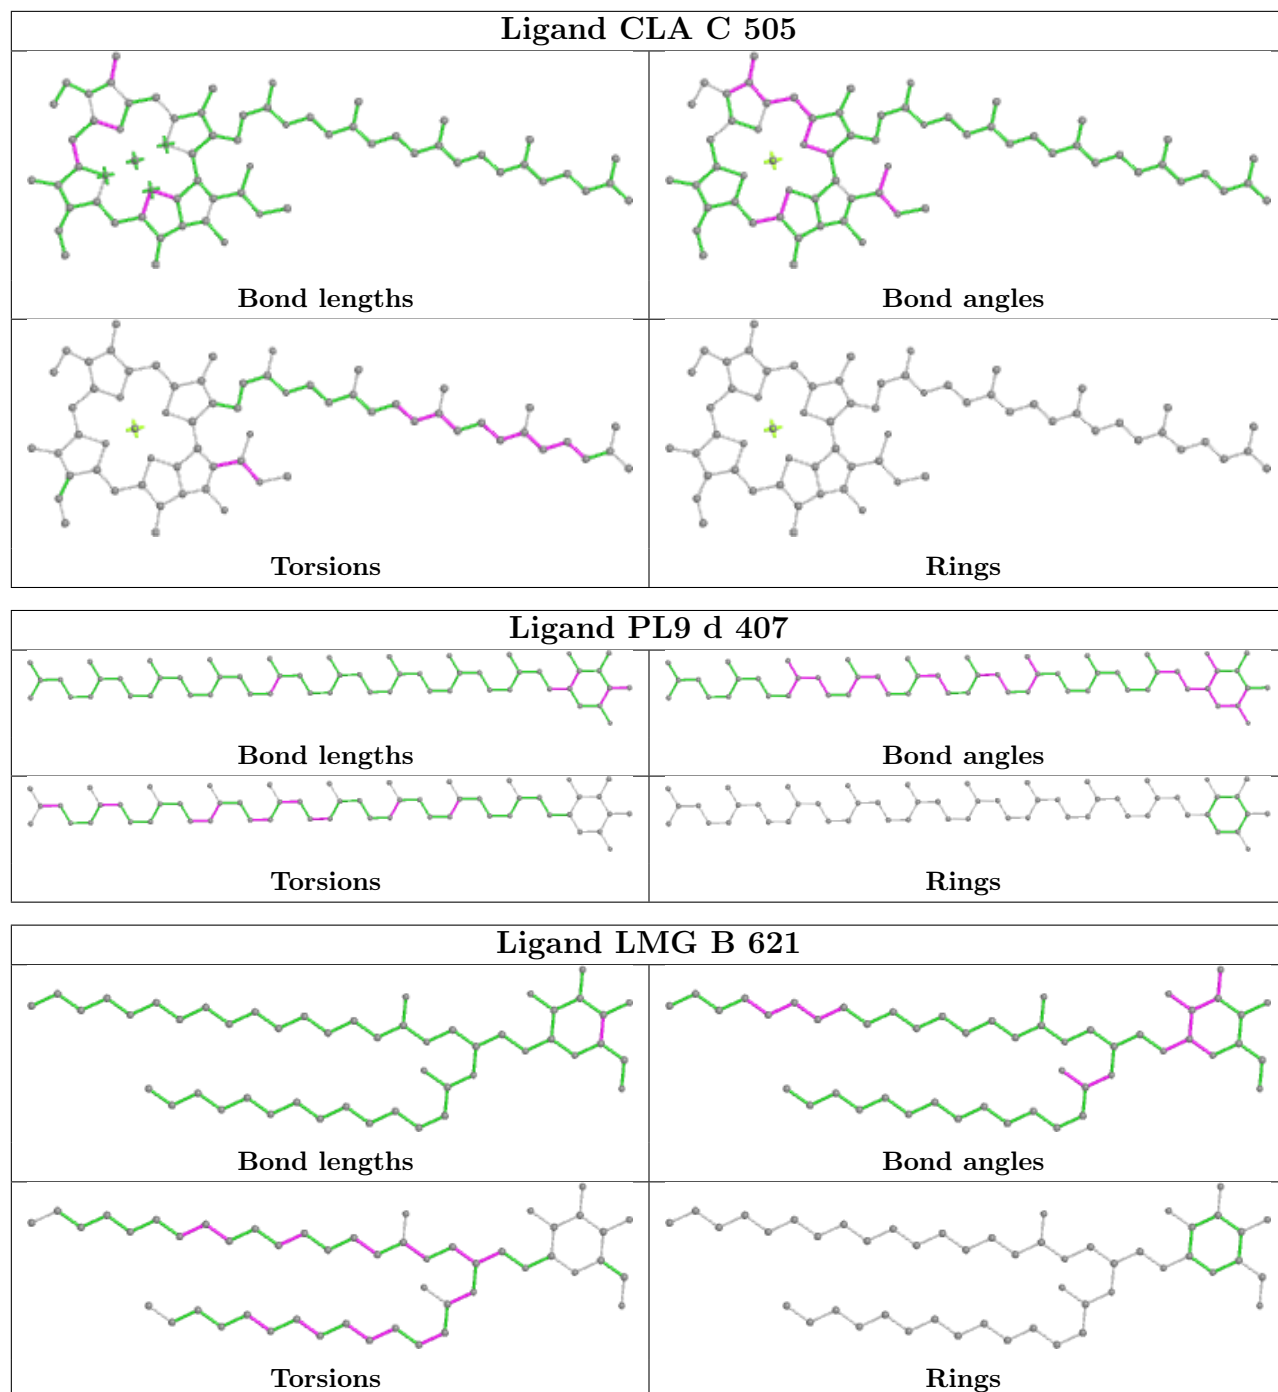 Ligand CLA C 505
Bond lengths
Bond angles
Torsions
Rings
Ligand PL9 d 407
Bond lengths
Bond angles
Torsions
Rings
Ligand LMG B 621
Bond lengths
Bond angles
Torsions
Rings